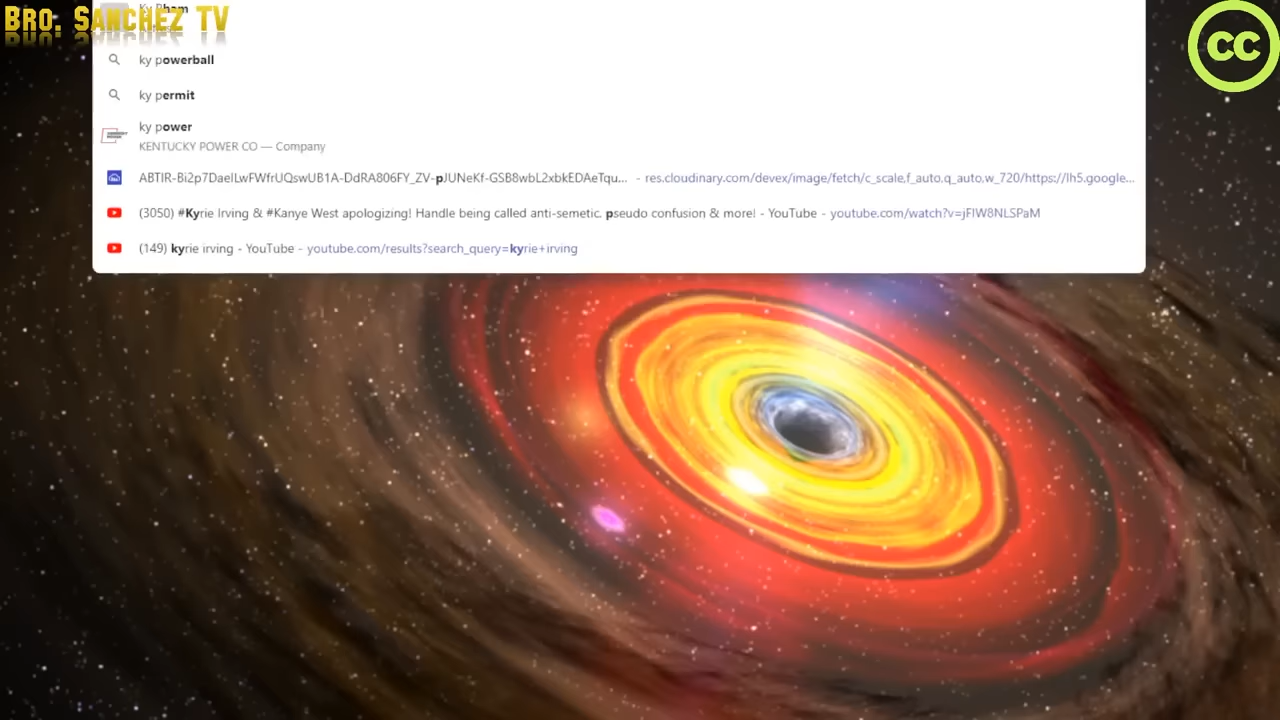 Bro. Sanchez TV
Ky Pham
ky powerball
ky permit
ky power
KENTUCKY POWER CO — Company
ABTIR-Bi2p7DaelLwFWfrUQswUB1A-DdRA806FY_ZV-pJUNeKf-GSB8wbL2xbkEDAeTqu... - res.cloudinary.com/devex/image/fetch/c_scale,f_auto,q_auto,w_720/https://lh5.google...
(3050) #Kyrie Irving & #Kanye West apologizing! Handle being called anti-semetic. pseudo confusion & more! - YouTube - youtube.com/watch?v=jFIW8NLSPaM
(149) kyrie irving - YouTube - youtube.com/results?search_query=kyrie+irving
CC